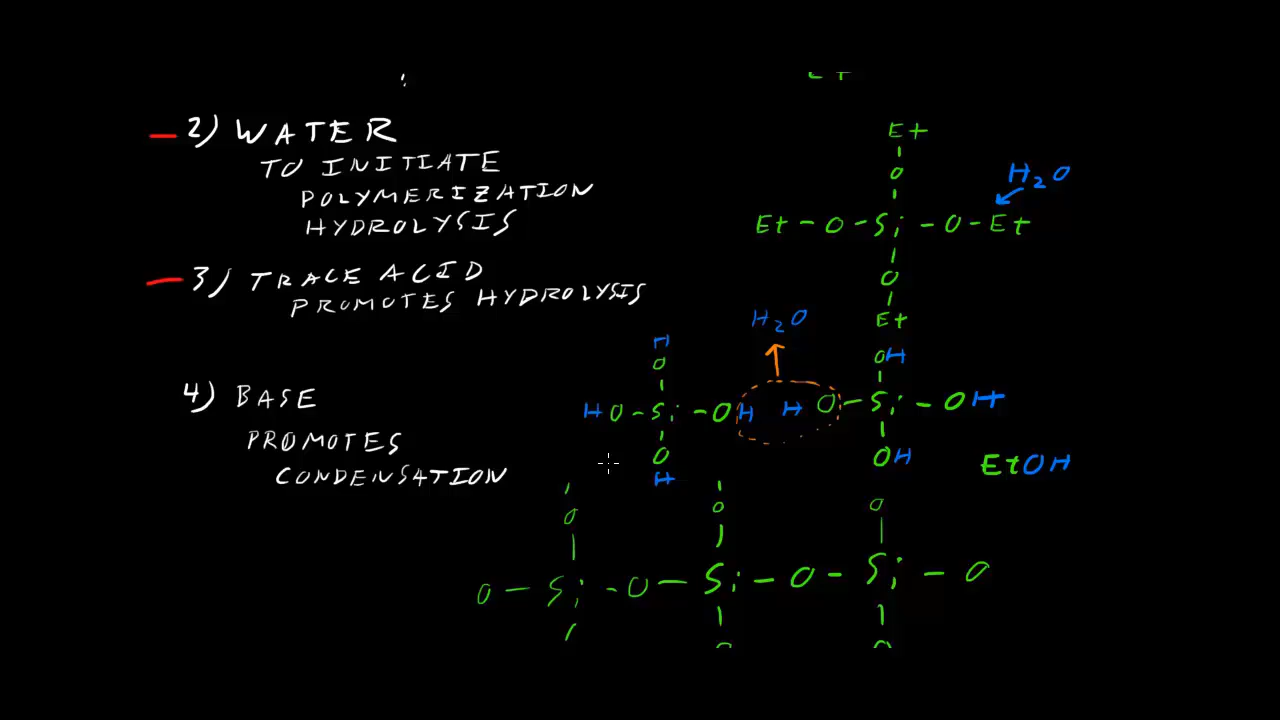 2) WATER
TO INITIATE
POLYMERIZATION
HYDROLYSIS
3) TRACE ACID
PROMOTES HYDROLYSIS
4) BASE
PROMOTES
CONDENSATION
Et
O
H2O
Et - O - Si - O - Et
O
Et
H2O
H
O
OH
HO - Si - OH H O - Si - OH
O
H
OH
EtOH
O
O
O
O - Si - O - Si - O - Si - O